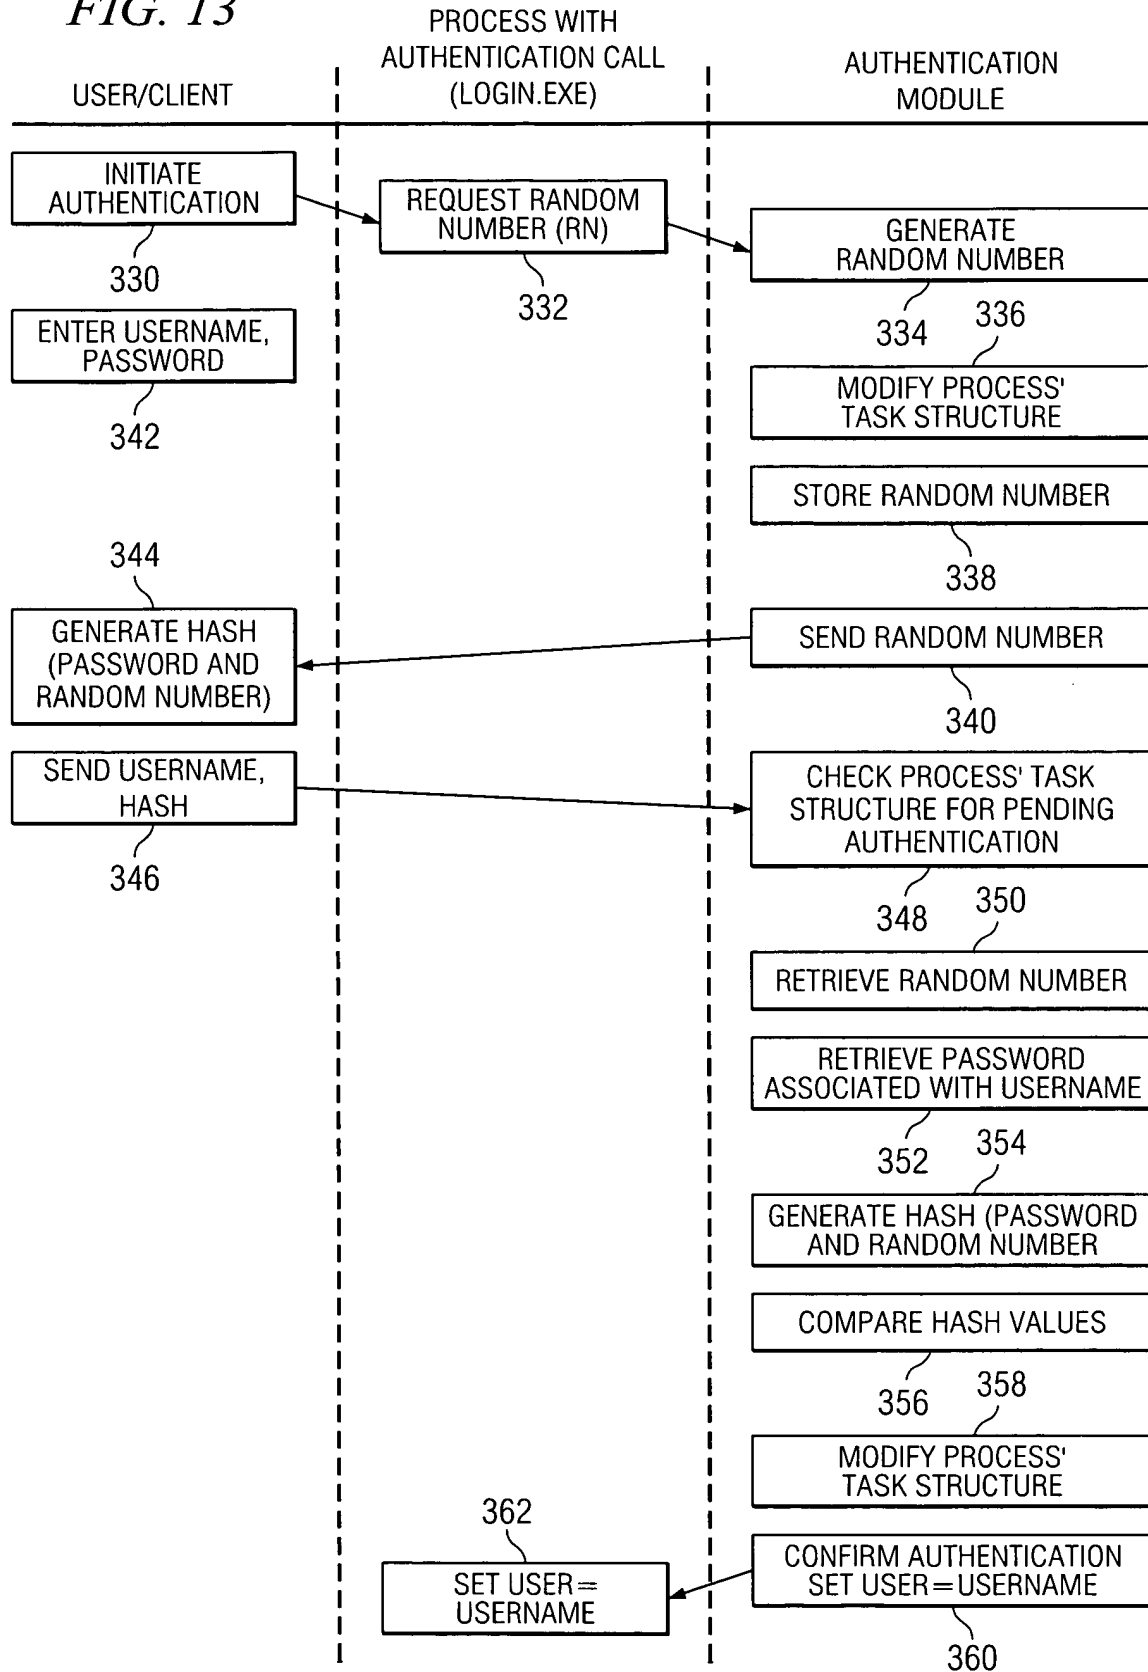 FIG. 13
USER/CLIENT
PROCESS WITH
AUTHENTICATION CALL
(LOGIN.EXE)
AUTHENTICATION
MODULE
INITIATE
AUTHENTICATION
330
REQUEST RANDOM
NUMBER (RN)
332
GENERATE
RANDOM NUMBER
334
336
ENTER USERNAME,
PASSWORD
342
MODIFY PROCESS'
TASK STRUCTURE
STORE RANDOM NUMBER
338
344
GENERATE HASH
(PASSWORD AND
RANDOM NUMBER)
SEND RANDOM NUMBER
340
SEND USERNAME,
HASH
346
CHECK PROCESS' TASK
STRUCTURE FOR PENDING
AUTHENTICATION
348
350
RETRIEVE RANDOM NUMBER
RETRIEVE PASSWORD
ASSOCIATED WITH USERNAME
352
354
GENERATE HASH (PASSWORD
AND RANDOM NUMBER
COMPARE HASH VALUES
356
358
MODIFY PROCESS'
TASK STRUCTURE
362
SET USER=
USERNAME
CONFIRM AUTHENTICATION
SET USER=USERNAME
360